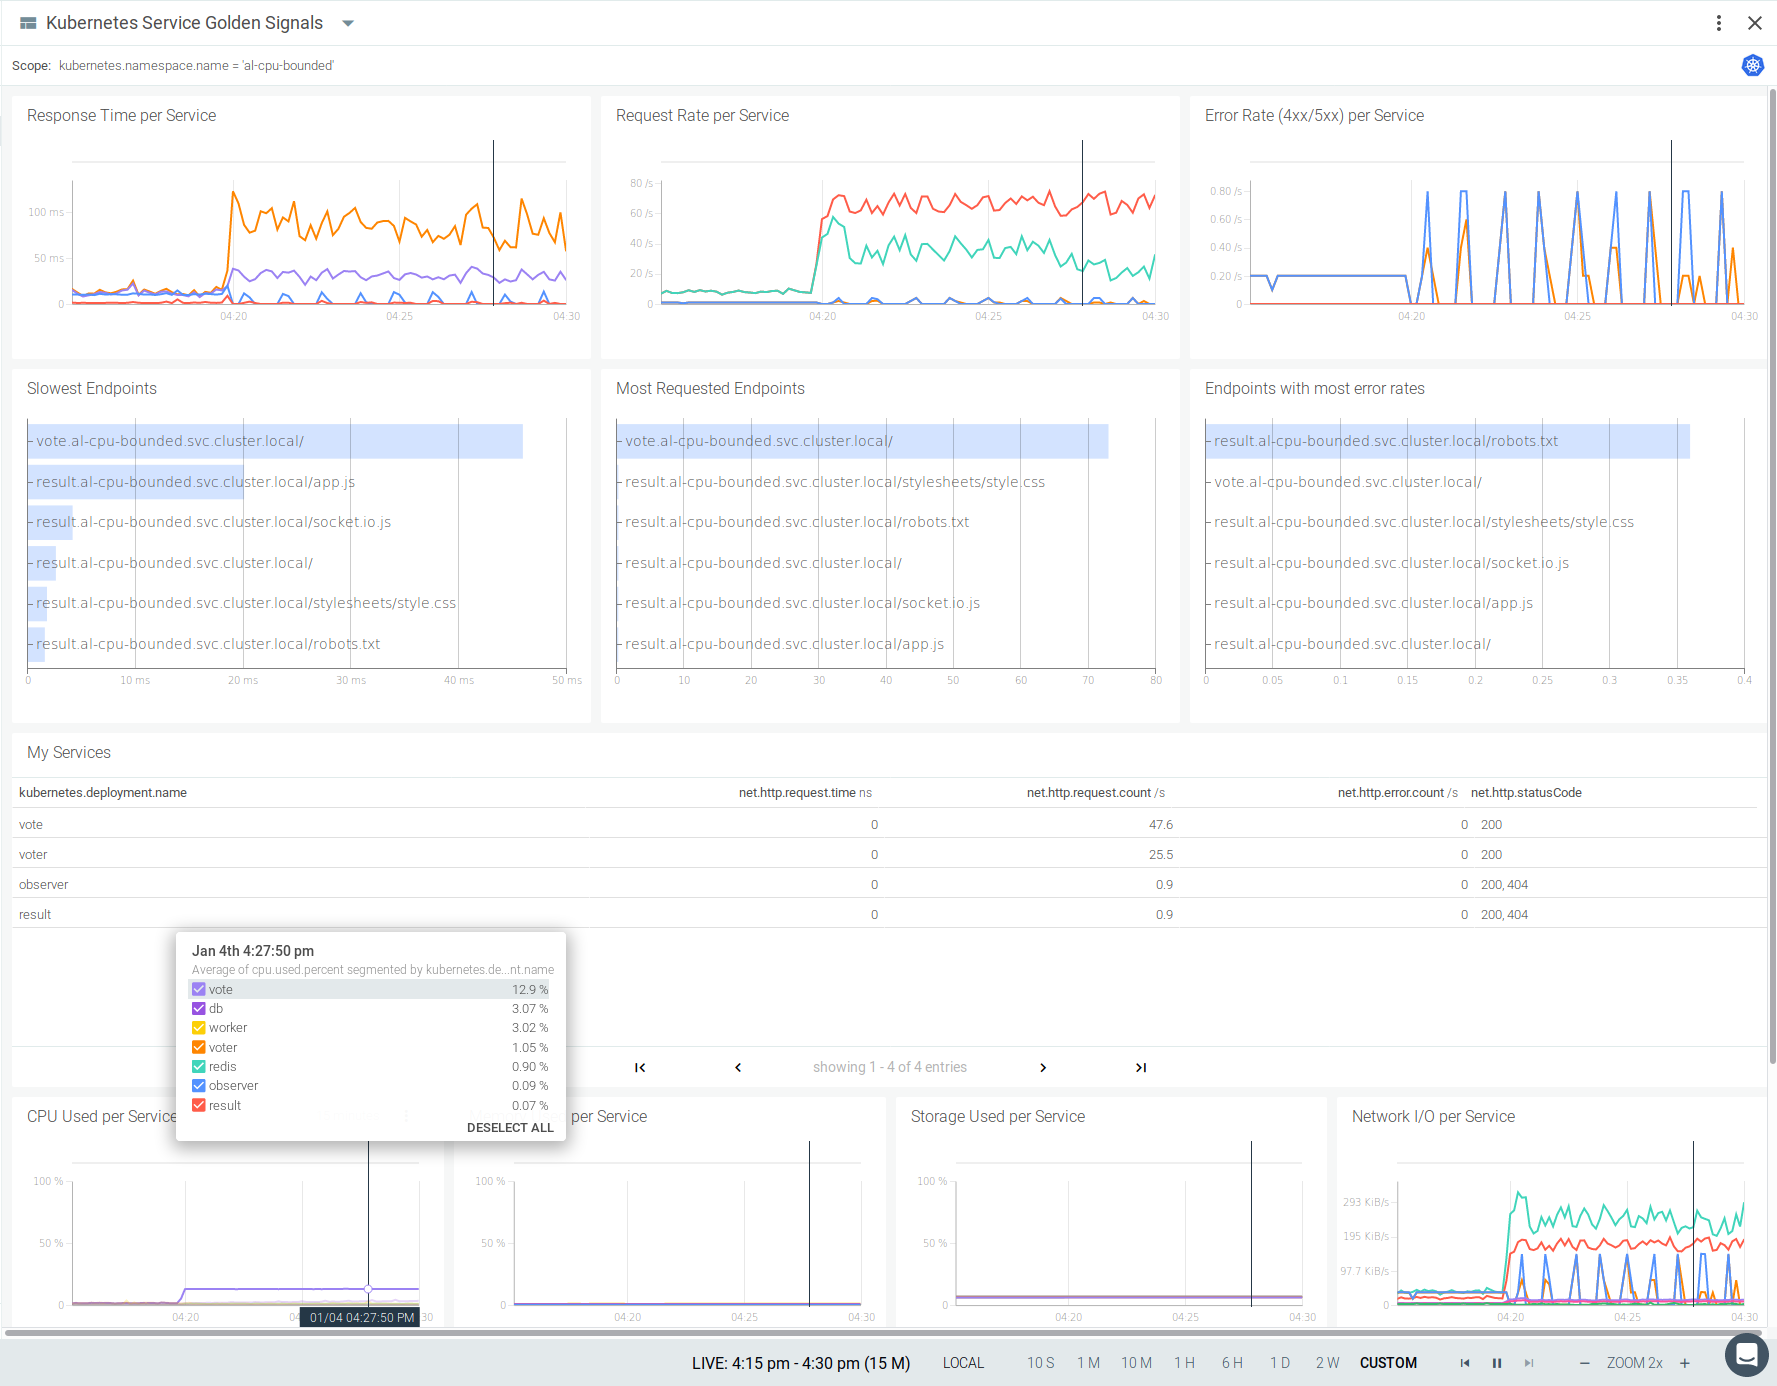 Kubernetes Service Golden Signals
Scope: kubernetes.namespace.name = 'al-cpu-bounded'
Response Time per Service
100 ms
50 ms
0
04:20 04:25 04:30
Request Rate per Service
80 /s
60 /s
40 /s
20 /s
0
04:20 04:25 04:30
Error Rate (4xx/5xx) per Service
0.80 /s
0.60 /s
0.40 /s
0.20 /s
0
04:20 04:25 04:30
Slowest Endpoints
vote.al-cpu-bounded.svc.cluster.local/
result.al-cpu-bounded.svc.cluster.local/app.js
result.al-cpu-bounded.svc.cluster.local/socket.io.js
result.al-cpu-bounded.svc.cluster.local/
result.al-cpu-bounded.svc.cluster.local/stylesheets/style.css
result.al-cpu-bounded.svc.cluster.local/robots.txt
0 10 ms 20 ms 30 ms 40 ms 50 ms
Most Requested Endpoints
vote.al-cpu-bounded.svc.cluster.local/
result.al-cpu-bounded.svc.cluster.local/stylesheets/style.css
result.al-cpu-bounded.svc.cluster.local/robots.txt
result.al-cpu-bounded.svc.cluster.local/
result.al-cpu-bounded.svc.cluster.local/socket.io.js
result.al-cpu-bounded.svc.cluster.local/app.js
0 10 20 30 40 50 60 70 80
Endpoints with most error rates
result.al-cpu-bounded.svc.cluster.local/robots.txt
vote.al-cpu-bounded.svc.cluster.local/
result.al-cpu-bounded.svc.cluster.local/stylesheets/style.css
result.al-cpu-bounded.svc.cluster.local/socket.io.js
result.al-cpu-bounded.svc.cluster.local/app.js
result.al-cpu-bounded.svc.cluster.local/
0 0.05 0.1 0.15 0.2 0.25 0.3 0.35 0.4
My Services
kubernetes.deployment.name net.http.request.time ns net.http.request.count /s net.http.error.count /s net.http.statusCode
vote 0 47.6 0 200
voter 0 25.5 0 200
observer 0 0.9 0 200, 404
result 0 0.9 0 200, 404
showing 1 - 4 of 4 entries
Jan 4th 4:27:50 pm
Average of cpu.used.percent segmented by kubernetes.de...nt.name
vote 12.9 %
db 3.07 %
worker 3.02 %
voter 1.05 %
redis 0.90 %
observer 0.09 %
result 0.07 %
DESELECT ALL
CPU Used per Service
100 %
50 %
0
04:20 04 01/04 04:27:50 PM 30
per Service
100 %
50 %
0
04:20 04:25 04:30
Storage Used per Service
100 %
50 %
0
04:20 04:25 04:30
Network I/O per Service
293 KiB/s
195 KiB/s
97.7 KiB/s
0
04:20 04:25 04:30
LIVE: 4:15 pm - 4:30 pm (15 M) LOCAL 10 S 1 M 10 M 1 H 6 H 1 D 2 W CUSTOM ZOOM 2x